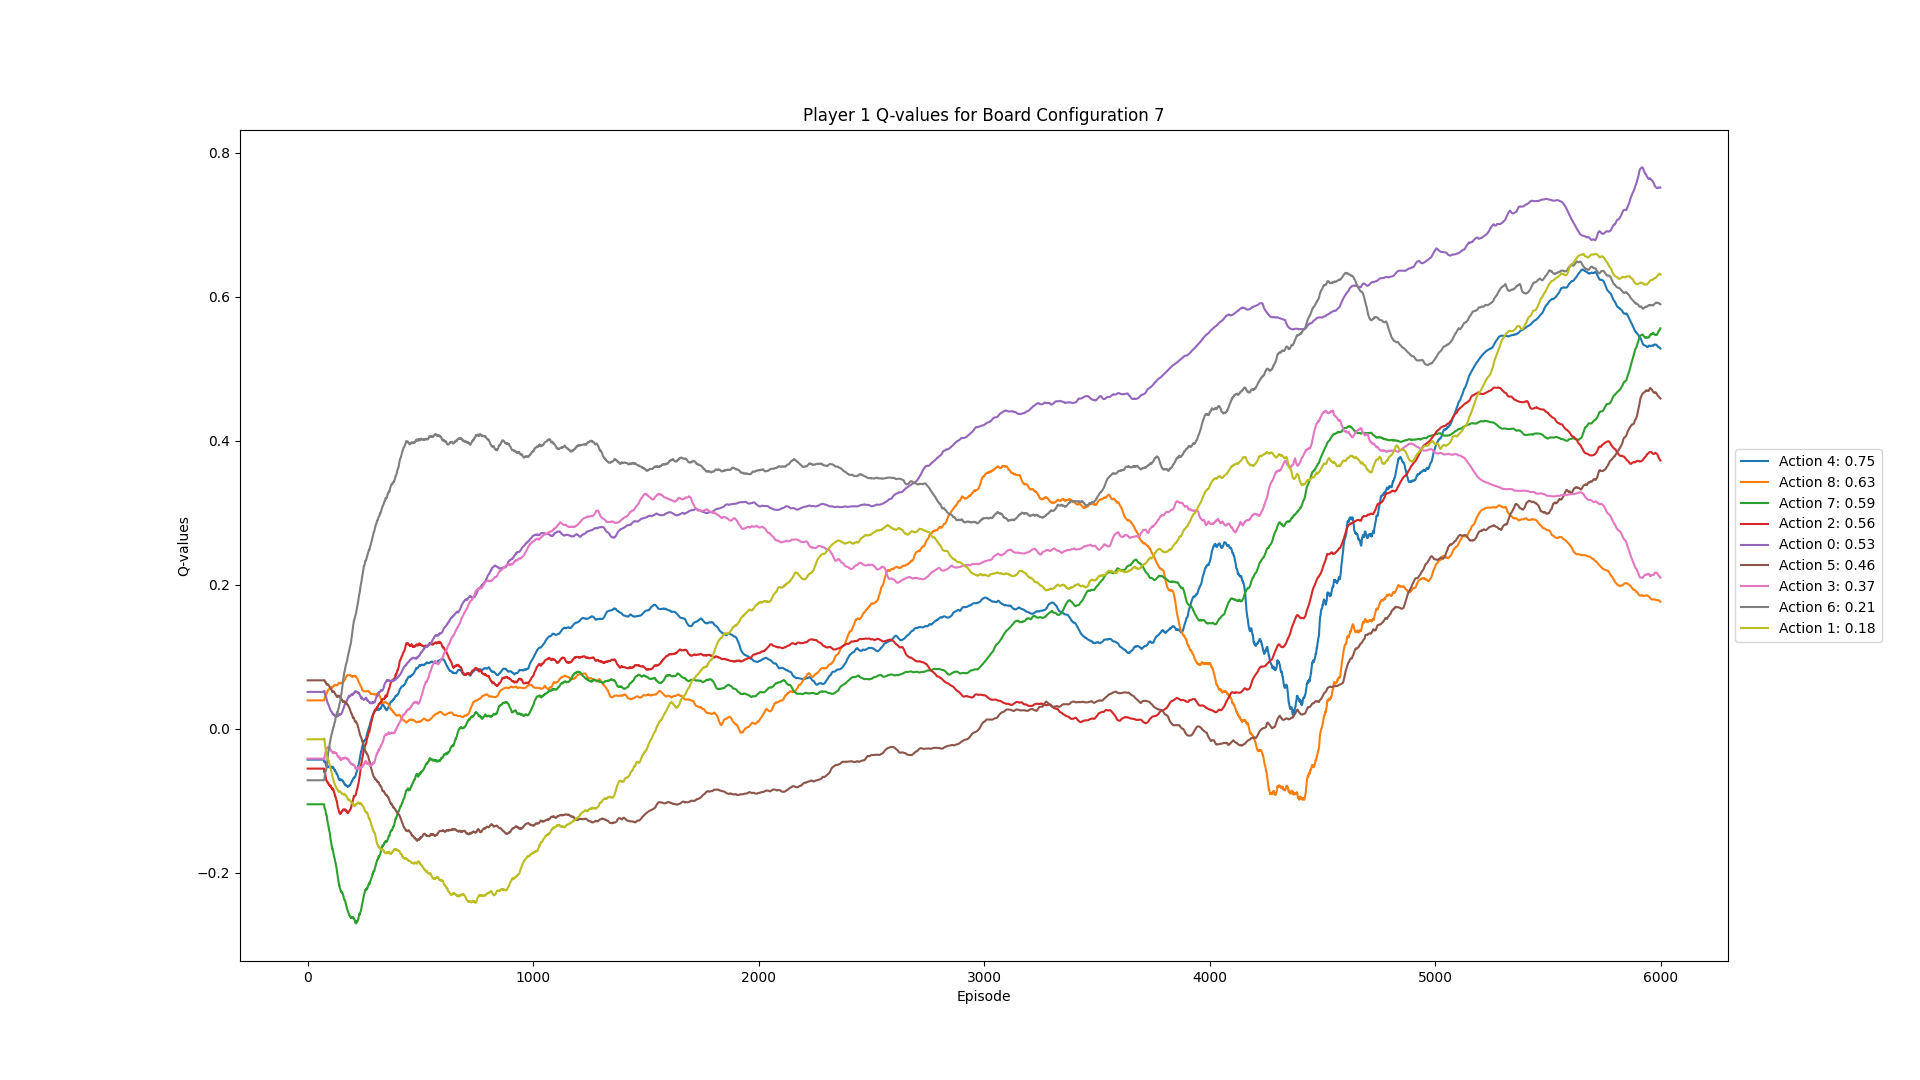 Player 1 Q-values for Board Configuration 7
0.8
0.6
0.4
0.2
0.0
−0.2
Q-values
0
1000
2000
3000
4000
5000
6000
Episode
Action 4: 0.75
Action 8: 0.63
Action 7: 0.59
Action 2: 0.56
Action 0: 0.53
Action 5: 0.46
Action 3: 0.37
Action 6: 0.21
Action 1: 0.18